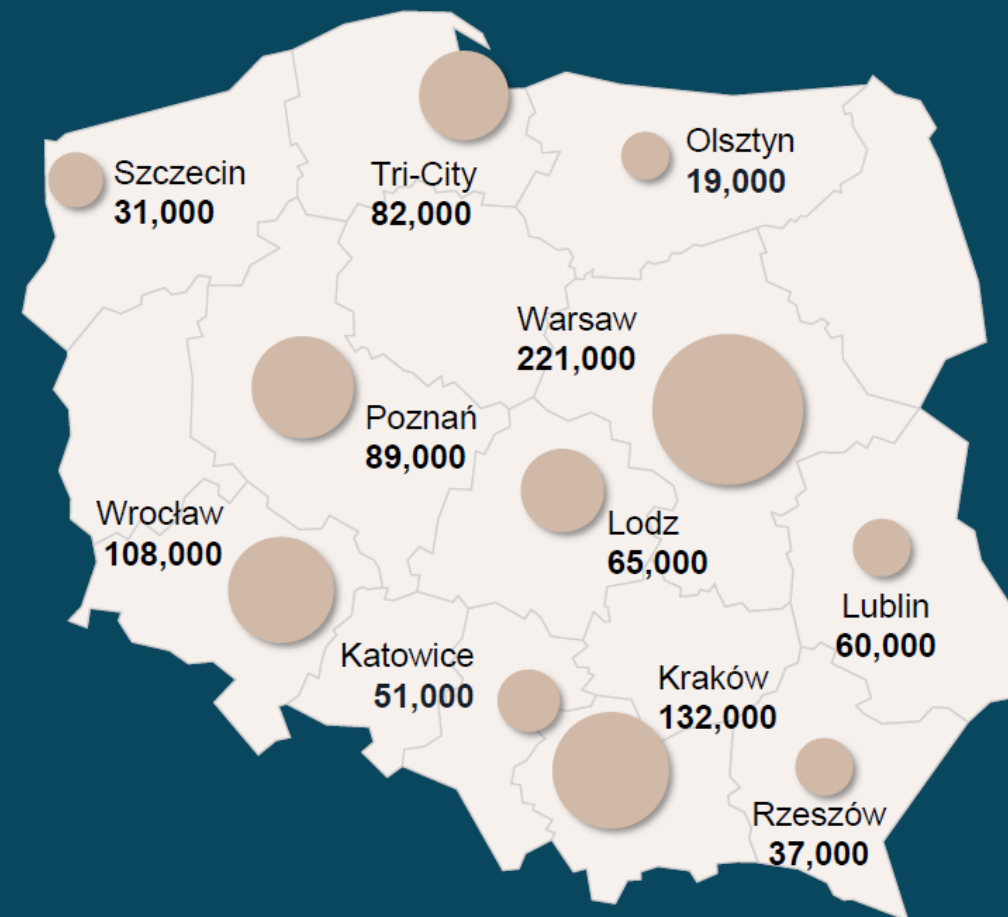 Szczecin
31,000
Tri-City
82,000
Olsztyn
19,000
Warsaw
221,000
Poznań
89,000
Wrocław
108,000
Lodz
65,000
Lublin
60,000
Katowice
51,000
Kraków
132,000
Rzeszów
37,000